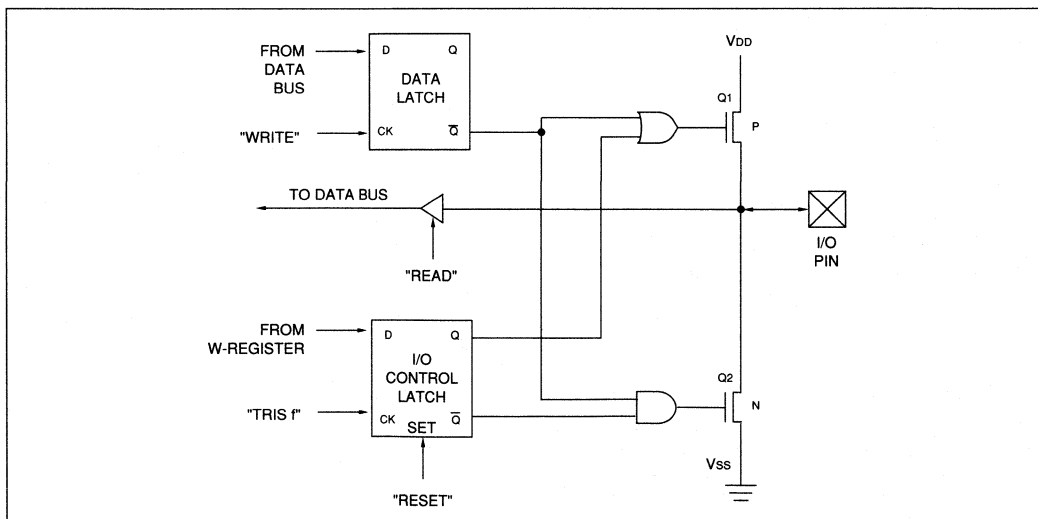 FROM
DATA
BUS
D
Q
DATA
LATCH
"WRITE"
CK
Q̅
VDD
Q1
P
TO DATA BUS
"READ"
I/O
PIN
FROM
W-REGISTER
D
Q
I/O
CONTROL
LATCH
"TRIS f"
CK
Q̅
SET
"RESET"
Q2
N
VSS